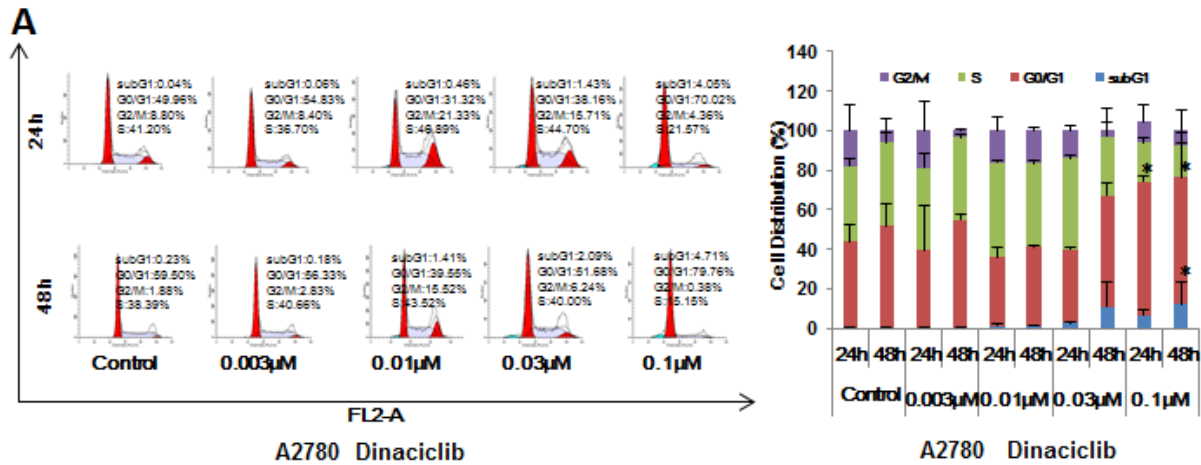 A
24h
subG1:0.04%
G0/G1:49.96%
G2/M:8.80%
S:41.20%
subG1:0.06%
G0/G1:54.83%
G2/M:8.40%
S:36.70%
subG1:0.46%
G0/G1:31.32%
G2/M:21.33%
subG1:1.43%
G0/G1:38.16%
G2/M:15.71%
S:44.70%
subG1:4.05%
G0/G1:70.02%
G2/M:4.36%
S:21.57%
48h
subG1:0.23%
G0/G1:59.50%
G2/M:1.88%
S:38.39%
subG1:0.18%
G0/G1:56.33%
G2/M:2.83%
S:40.66%
subG1:1.41%
G0/G1:39.55%
G2/M:15.52%
S:43.52%
subG1:2.09%
G0/G1:51.68%
G2/M:6.24%
S:40.00%
subG1:4.71%
G0/G1:79.76%
G2/M:0.38%
S:15.15%
Control 0.003µM 0.01µM 0.03µM 0.1µM
FL2-A
A2780 Dinaciclib
Cell Distribution (%)
140
120
100
80
60
40
20
0
G2/M S G0/G1 subG1
*
*
*
24h 48h 24h 48h 24h 48h 24h 48h 24h 48h
Control 0.003µM 0.01µM 0.03µM 0.1µM
A2780 Dinaciclib